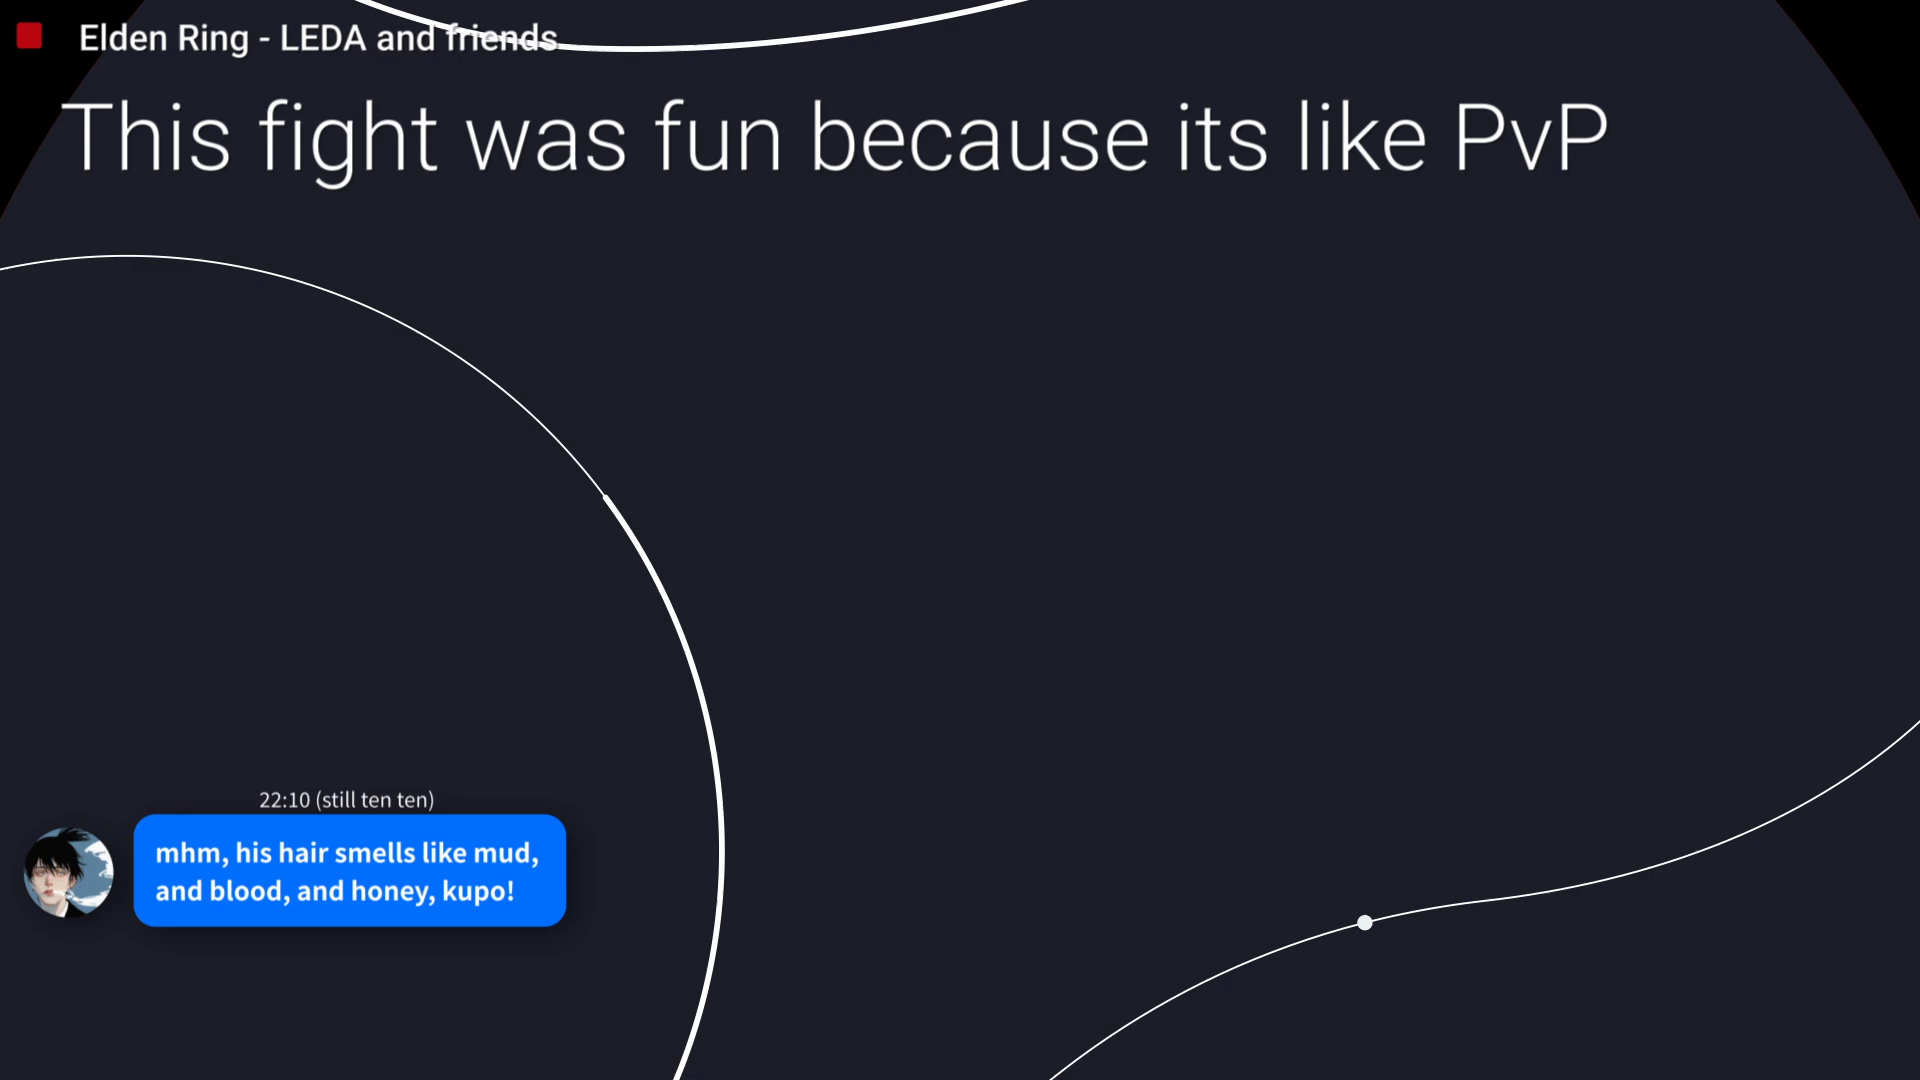 Elden Ring - LEDA and friends
This fight was fun because its like PvP
22:10 (still ten ten)
mhm, his hair smells like mud,
and blood, and honey, kupo!